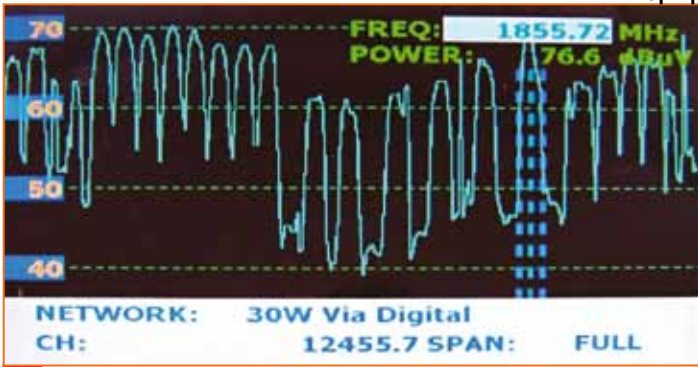 70
FREQ: 1855.72 MHz
POWER: 76.6 dBµV
60
50
40
NETWORK: 30W Via Digital
CH: 12455.7 SPAN: FULL